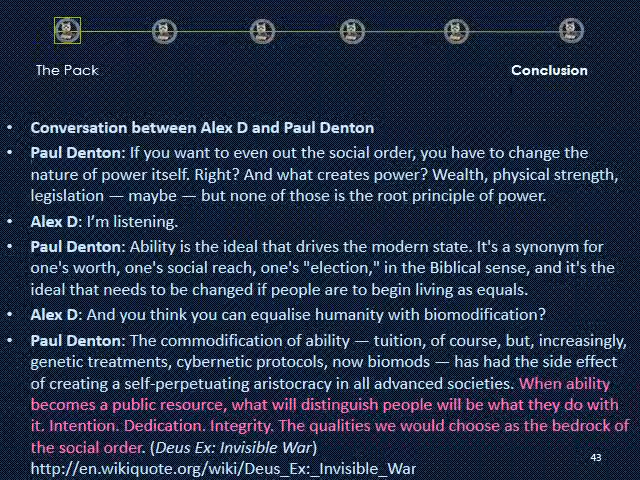 The Pack
Conclusion
• Conversation between Alex D and Paul Denton
• Paul Denton: If you want to even out the social order, you have to change the
nature of power itself. Right? And what creates power? Wealth, physical strength,
legislation — maybe — but none of those is the root principle of power.
• Alex D: I’m listening.
• Paul Denton: Ability is the ideal that drives the modern state. It's a synonym for
one's worth, one's social reach, one's "election," in the Biblical sense, and it's the
ideal that needs to be changed if people are to begin living as equals.
• Alex D: And you think you can equalise humanity with biomodification?
• Paul Denton: The commodification of ability — tuition, of course, but, increasingly,
genetic treatments, cybernetic protocols, now biomods — has had the side effect
of creating a self-perpetuating aristocracy in all advanced societies. When ability
becomes a public resource, what will distinguish people will be what they do with
it. Intention. Dedication. Integrity. The qualities we would choose as the bedrock of
the social order. (Deus Ex: Invisible War)
http://en.wikiquote.org/wiki/Deus_Ex:_Invisible_War
43